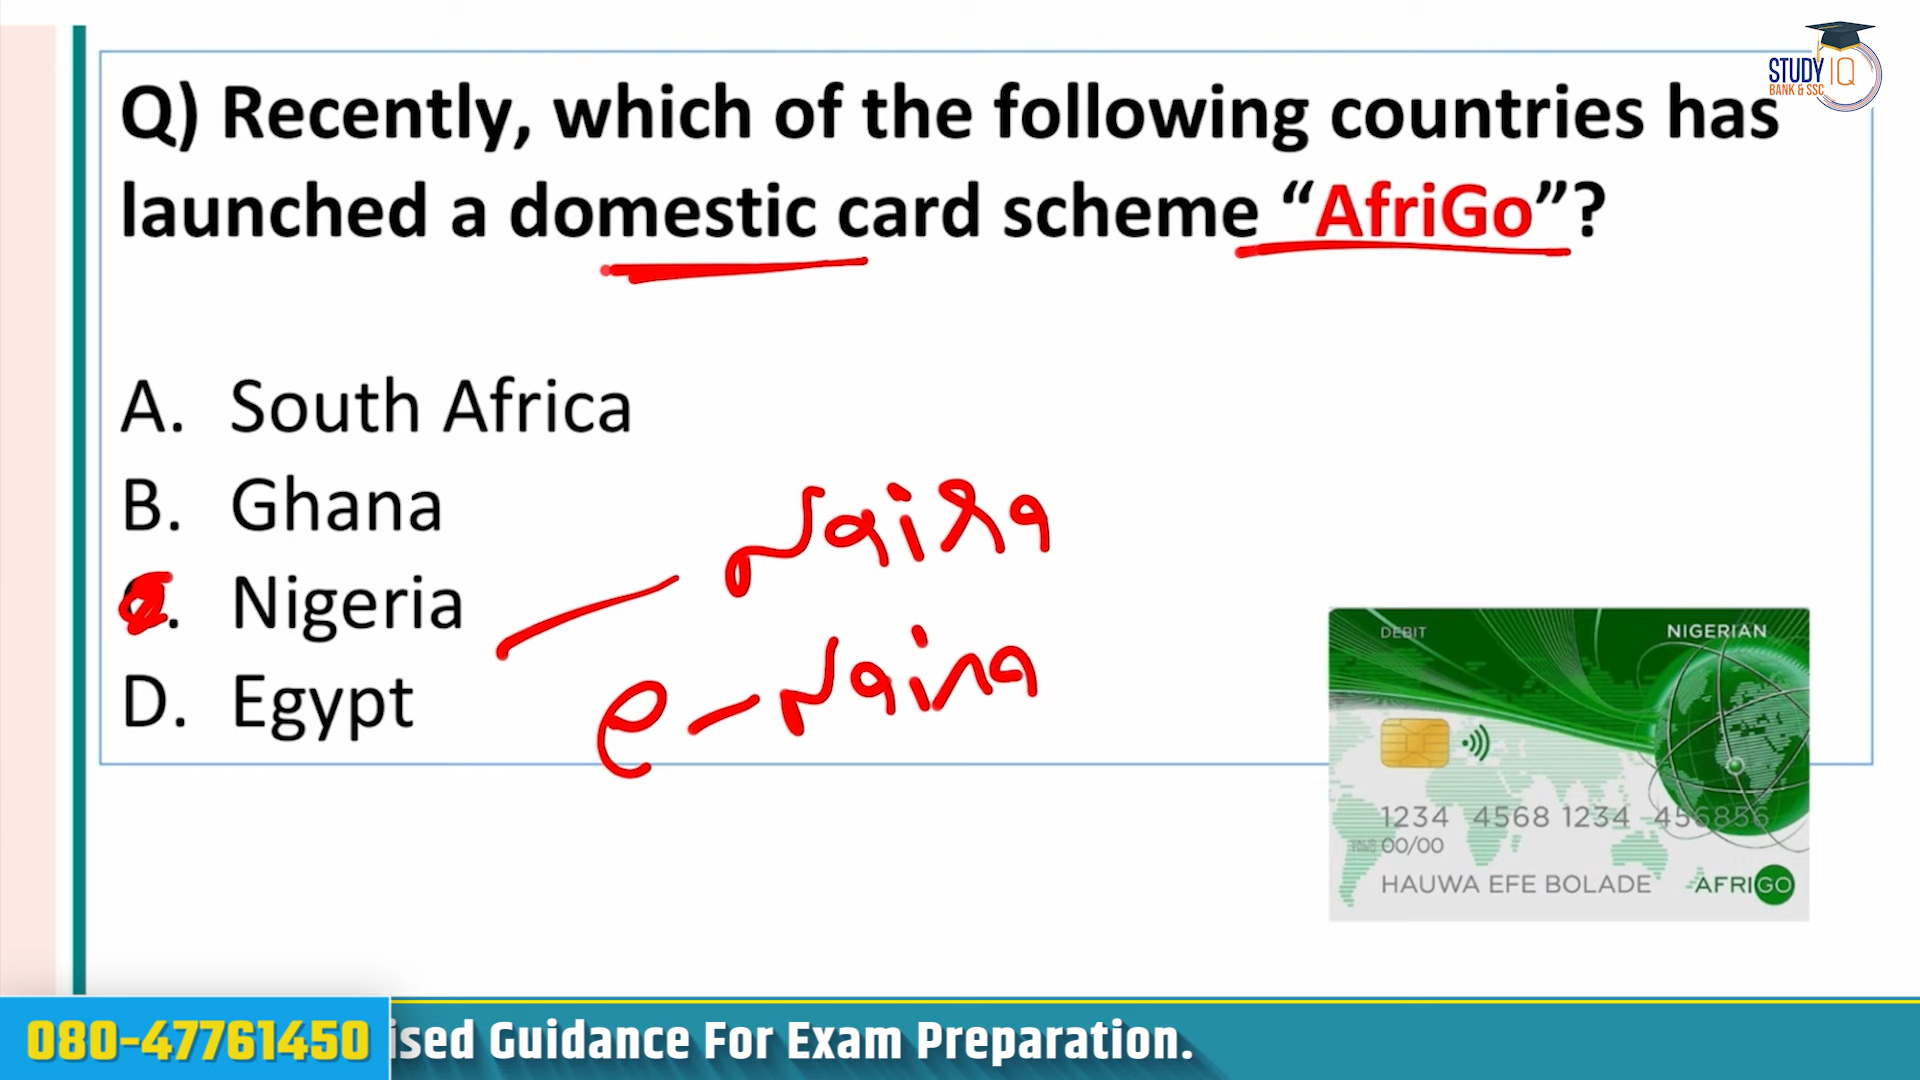 STUDY IQ
BANK & SSC
Q) Recently, which of the following countries has
launched a domestic card scheme “AfriGo”?
A. South Africa
B. Ghana
. Nigeria
D. Egypt
Naira
e-Naira
DEBIT
NIGERIAN
1234 4568 1234 456856
00/00
HAUWA EFE BOLADE
AFRIGO
080-47761450
ised Guidance For Exam Preparation.